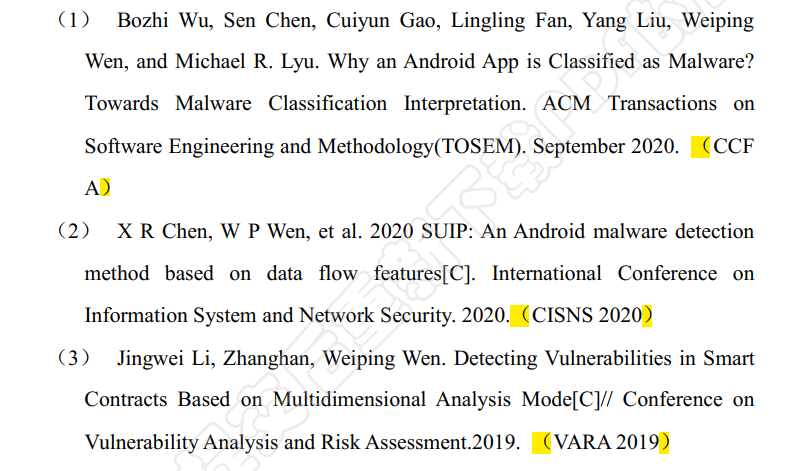 （1） Bozhi Wu, Sen Chen, Cuiyun Gao, Lingling Fan, Yang Liu, Weiping
Wen, and Michael R. Lyu. Why an Android App is Classified as Malware?
Towards Malware Classification Interpretation. ACM Transactions on
Software Engineering and Methodology(TOSEM). September 2020. （CCF
A）
（2） X R Chen, W P Wen, et al. 2020 SUIP: An Android malware detection
method based on data flow features[C]. International Conference on
Information System and Network Security. 2020.（CISNS 2020）
（3） Jingwei Li, Zhanghan, Weiping Wen. Detecting Vulnerabilities in Smart
Contracts Based on Multidimensional Analysis Mode[C]// Conference on
Vulnerability Analysis and Risk Assessment.2019. （VARA 2019）